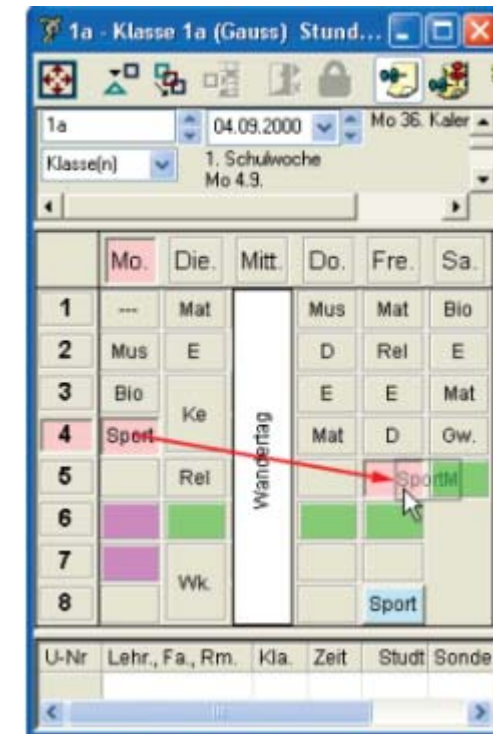 1a - Klasse 1a (Gauss) Stund...
1a 04.09.2000 Mo 36. Kaler
Klasse(n) 1. Schulwoche
Mo 4.9.
Mo. Die. Mitt. Do. Fre. Sa.
1 --- Mat Mus Mat Bio
2 Mus E D Rel E
3 Bio Ke E E Mat
4 Sport Mat D Gw.
Wandertag
5 Rel SportM
6
7 Wk.
8 Sport
U-Nr Lehr., Fa., Rm. Kla. Zeit Studt Sonde